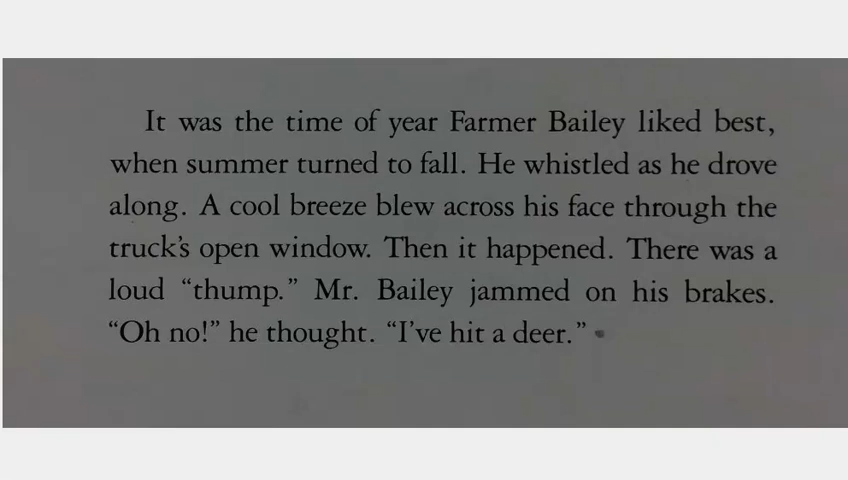 It was the time of year Farmer Bailey liked best,
when summer turned to fall. He whistled as he drove
along. A cool breeze blew across his face through the
truck's open window. Then it happened. There was a
loud “thump.” Mr. Bailey jammed on his brakes.
“Oh no!” he thought. “I've hit a deer.”